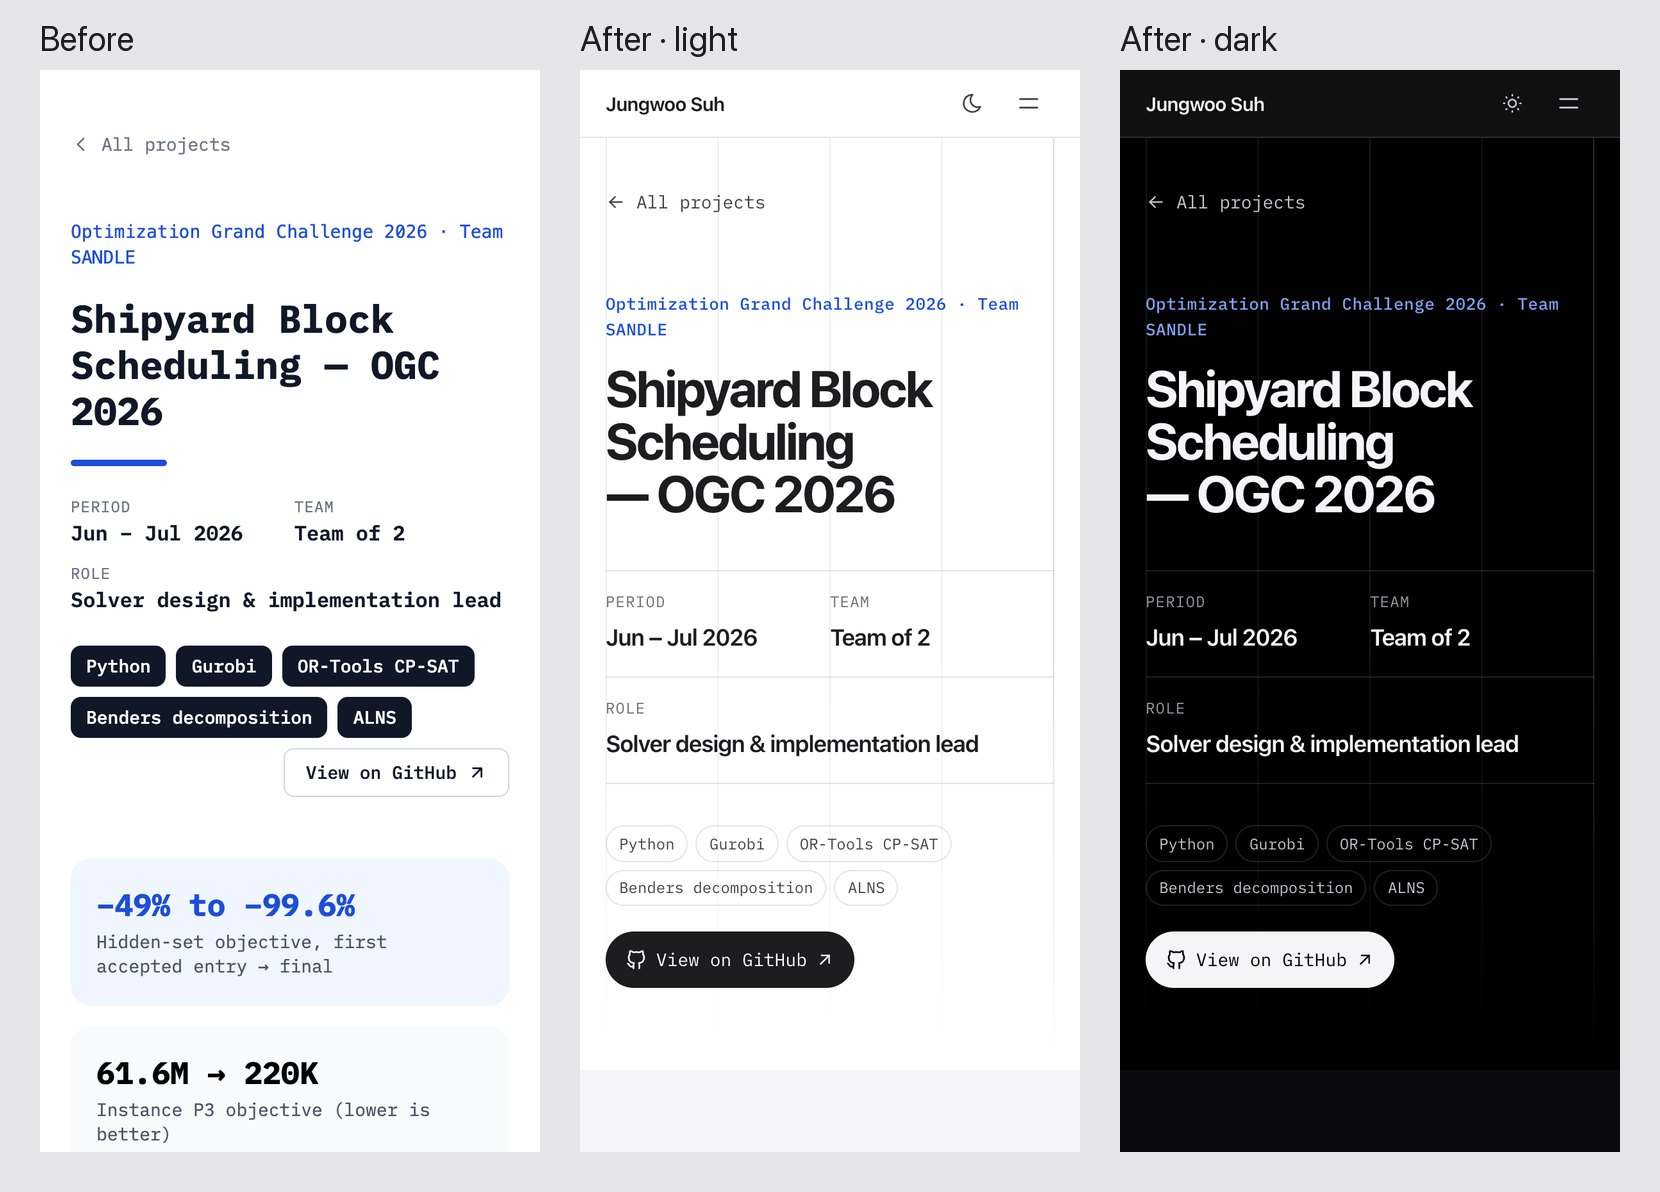 Before
All projects
Optimization Grand Challenge 2026 · Team
SANDLE
Shipyard Block
Scheduling — OGC
2026
PERIOD
TEAM
Jun – Jul 2026
Team of 2
ROLE
Solver design & implementation lead
Python
Gurobi
OR-Tools CP-SAT
Benders decomposition
ALNS
View on GitHub ↗
−49% to −99.6%
Hidden-set objective, first
accepted entry → final
61.6M → 220K
Instance P3 objective (lower is
better)
After · light
Jungwoo Suh
← All projects
Optimization Grand Challenge 2026 · Team
SANDLE
Shipyard Block
Scheduling
— OGC 2026
PERIOD
TEAM
Jun – Jul 2026
Team of 2
ROLE
Solver design & implementation lead
Python
Gurobi
OR-Tools CP-SAT
Benders decomposition
ALNS
View on GitHub ↗
After · dark
Jungwoo Suh
← All projects
Optimization Grand Challenge 2026 · Team
SANDLE
Shipyard Block
Scheduling
— OGC 2026
PERIOD
TEAM
Jun – Jul 2026
Team of 2
ROLE
Solver design & implementation lead
Python
Gurobi
OR-Tools CP-SAT
Benders decomposition
ALNS
View on GitHub ↗